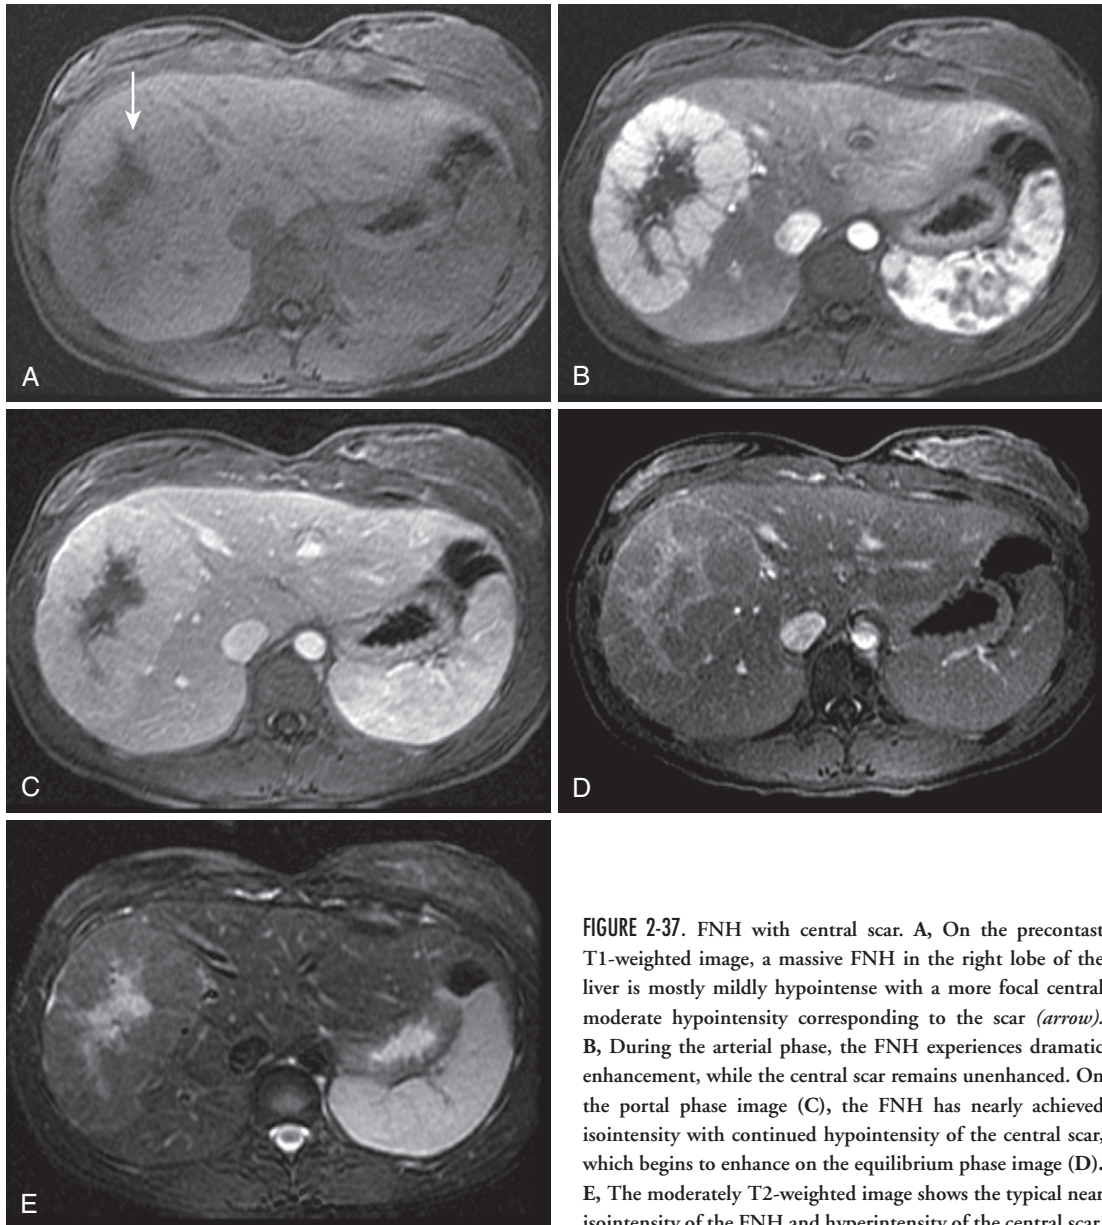 A
B
C
D
E
FIGURE 2-37. FNH with central scar. A, On the precontast
T1-weighted image, a massive FNH in the right lobe of the
liver is mostly mildly hypointense with a more focal central
moderate hypointensity corresponding to the scar (arrow).
B, During the arterial phase, the FNH experiences dramatic
enhancement, while the central scar remains unenhanced. On
the portal phase image (C), the FNH has nearly achieved
isointensity with continued hypointensity of the central scar,
which begins to enhance on the equilibrium phase image (D).
E, The moderately T2-weighted image shows the typical near
isointensity of the FNH and hyperintensity of the central scar.